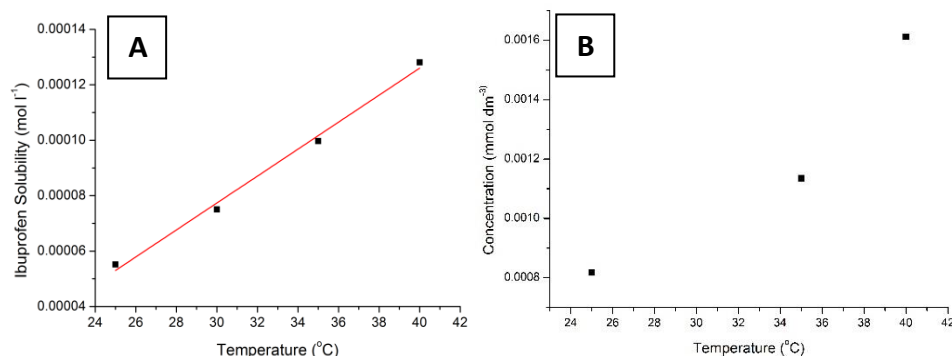 A
Ibuprofen Solubility (mol l⁻¹)
0.00014
0.00012
0.00010
0.00008
0.00006
0.00004
24 26 28 30 32 34 36 38 40 42
Temperature (°C)
B
Concentration (mmol dm⁻³)
0.0016
0.0014
0.0012
0.0010
0.0008
24 26 28 30 32 34 36 38 40 42
Temperature (°C)